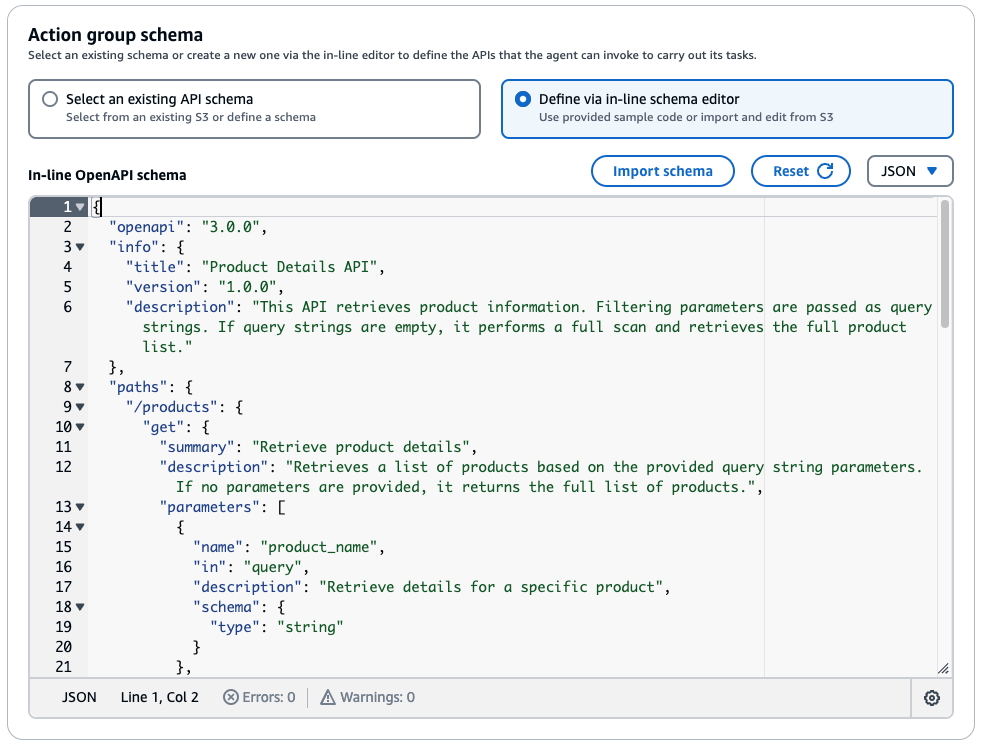 Action group schema
Select an existing schema or create a new one via the in-line editor to define the APIs that the agent can invoke to carry out its tasks.
Select an existing API schema
Select from an existing S3 or define a schema
Define via in-line schema editor
Use provided sample code or import and edit from S3
In-line OpenAPI schema
Import schema
Reset
JSON
1 {
2 "openapi": "3.0.0",
3 "info": {
4 "title": "Product Details API",
5 "version": "1.0.0",
6 "description": "This API retrieves product information. Filtering parameters are passed as query
strings. If query strings are empty, it performs a full scan and retrieves the full product
list."
7 },
8 "paths": {
9 "/products": {
10 "get": {
11 "summary": "Retrieve product details",
12 "description": "Retrieves a list of products based on the provided query string parameters.
If no parameters are provided, it returns the full list of products.",
13 "parameters": [
14 {
15 "name": "product_name",
16 "in": "query",
17 "description": "Retrieve details for a specific product",
18 "schema": {
19 "type": "string"
20 }
21 },
JSON Line 1, Col 2 Errors: 0 Warnings: 0